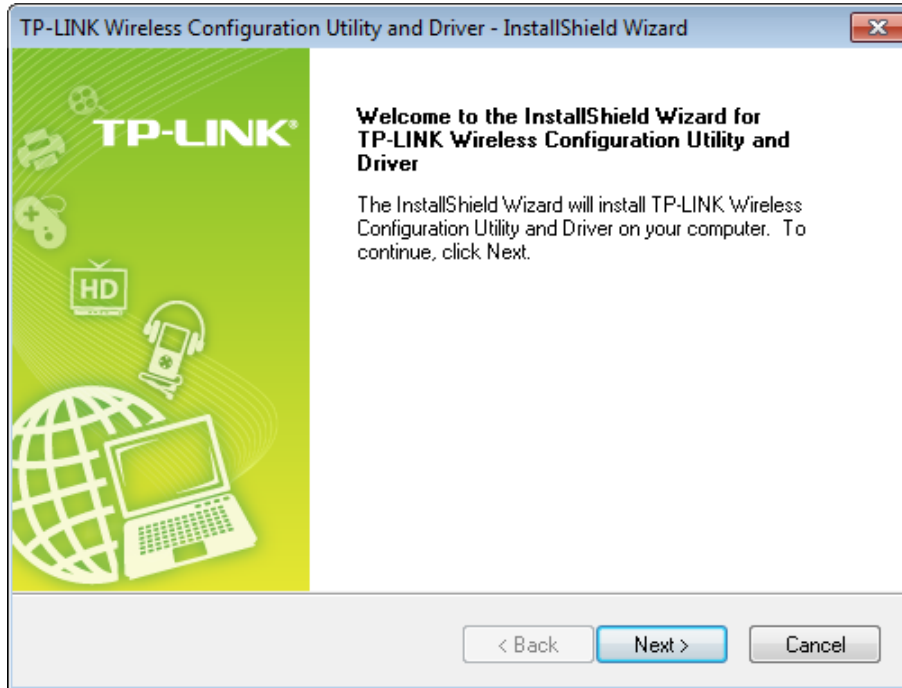 TP-LINK Wireless Configuration Utility and Driver - InstallShield Wizard
TP-LINK®
HD
Welcome to the InstallShield Wizard for
TP-LINK Wireless Configuration Utility and
Driver
The InstallShield Wizard will install TP-LINK Wireless
Configuration Utility and Driver on your computer. To
continue, click Next.
< Back
Next >
Cancel